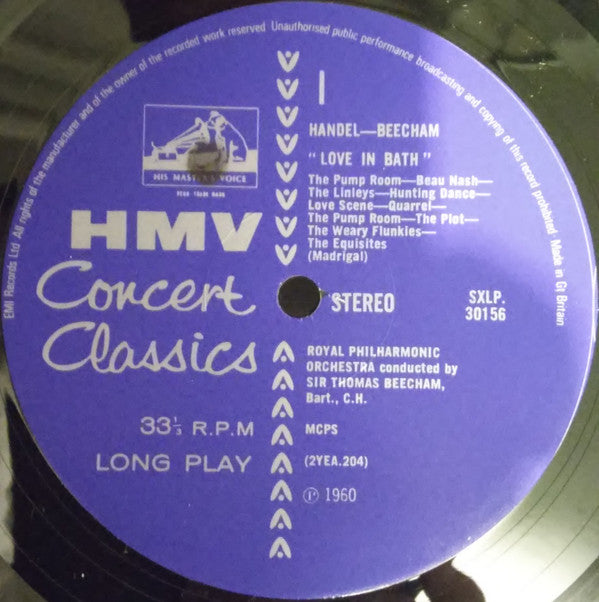 EMI Records Ltd All rights of the manufacturer and of the owner of the recorded work reserved Unauthorised public performance broadcasting and copying of this record prohibited Made in Gt Britain
HIS MASTER'S VOICE
HMV
Concert
Classics
33⅓ R.P.M
LONG PLAY
I
HANDEL—BEECHAM
"LOVE IN BATH"
The Pump Room—Beau Nash—
The Linleys—Hunting Dance—
Love Scene—Quarrel—
The Pump Room—The Plot—
The Weary Flunkies—
The Equisites
(Madrigal)
STEREO
SXLP.
30156
ROYAL PHILHARMONIC
ORCHESTRA conducted by
SIR THOMAS BEECHAM,
Bart., C.H.
MCPS
(2YEA.204)
℗ 1960